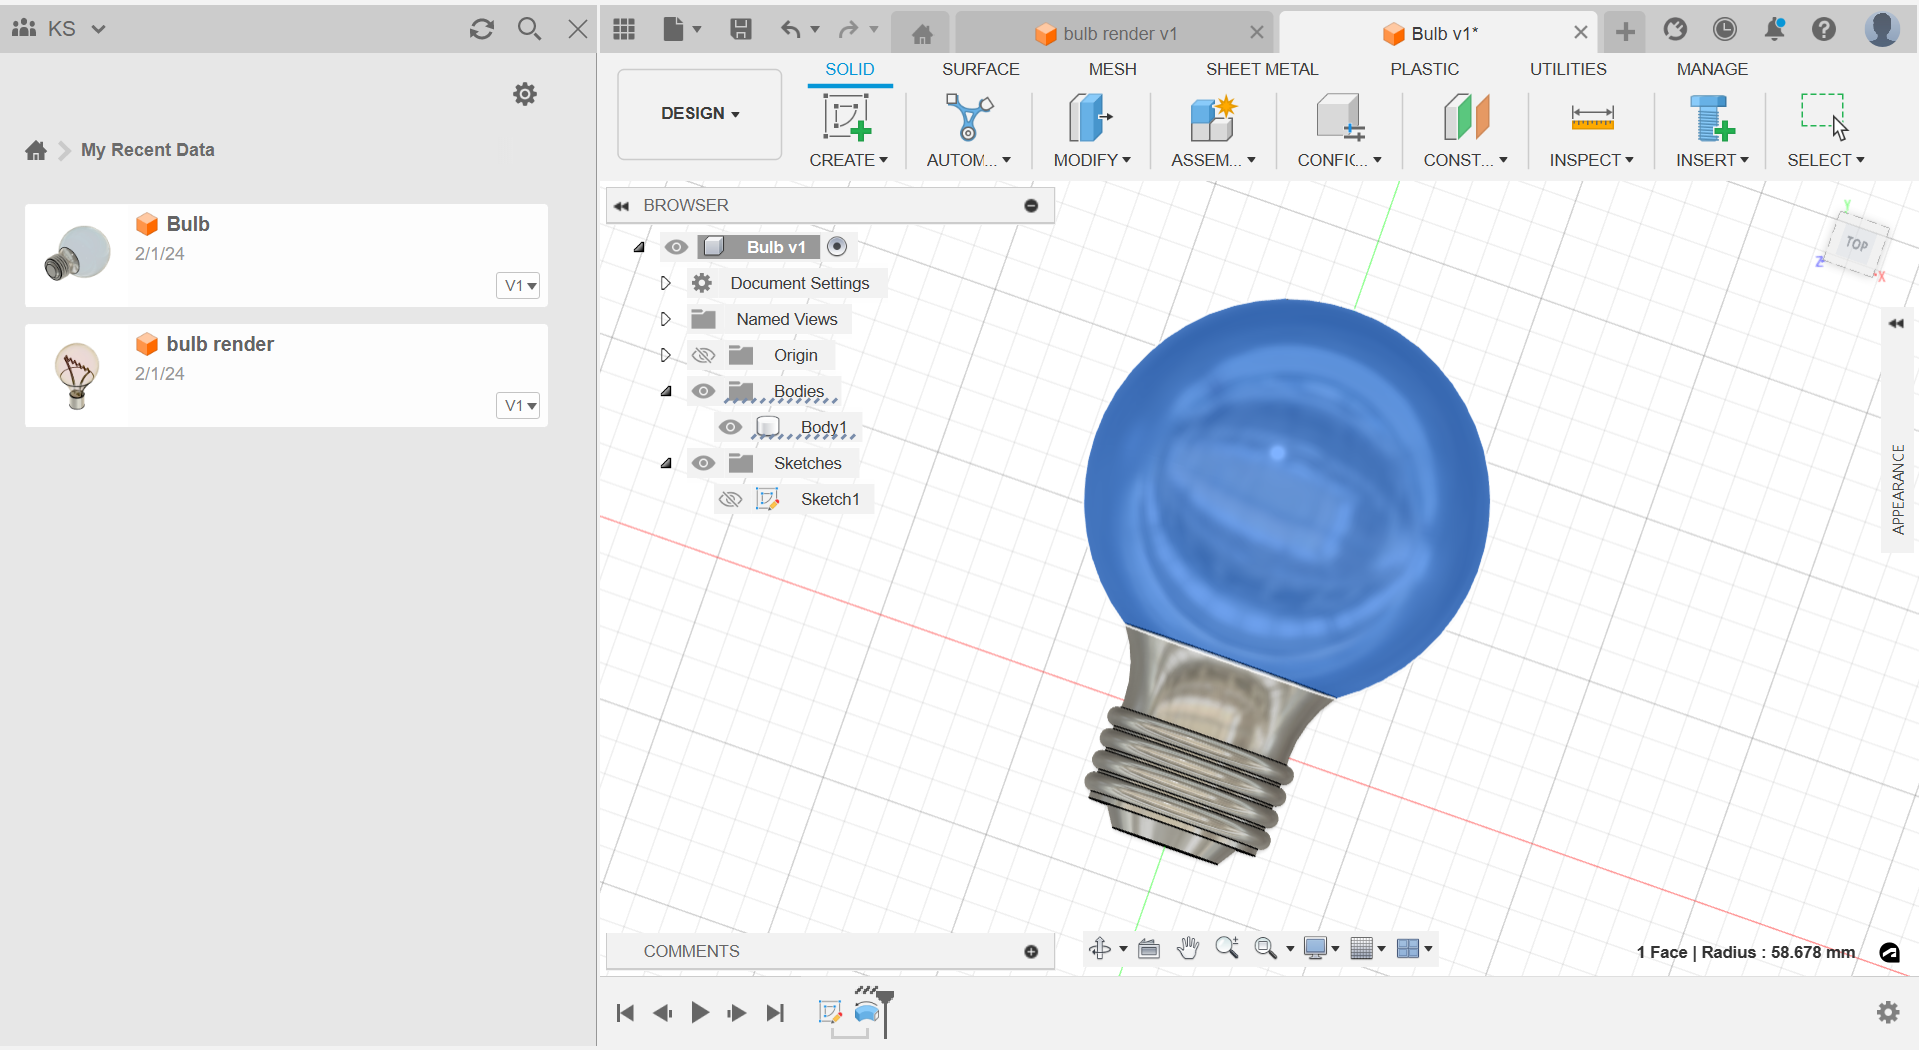 KS
bulb render v1
Bulb v1*
My Recent Data
Bulb
2/1/24
V1
bulb render
2/1/24
V1
DESIGN
SOLID
SURFACE
MESH
SHEET METAL
PLASTIC
UTILITIES
MANAGE
CREATE
AUTOM...
MODIFY
ASSEM...
CONFIC...
CONST...
INSPECT
INSERT
SELECT
BROWSER
Bulb v1
Document Settings
Named Views
Origin
Bodies
Body1
Sketches
Sketch1
Y
TOP
Z
X
APPEARANCE
COMMENTS
1 Face | Radius : 58.678 mm